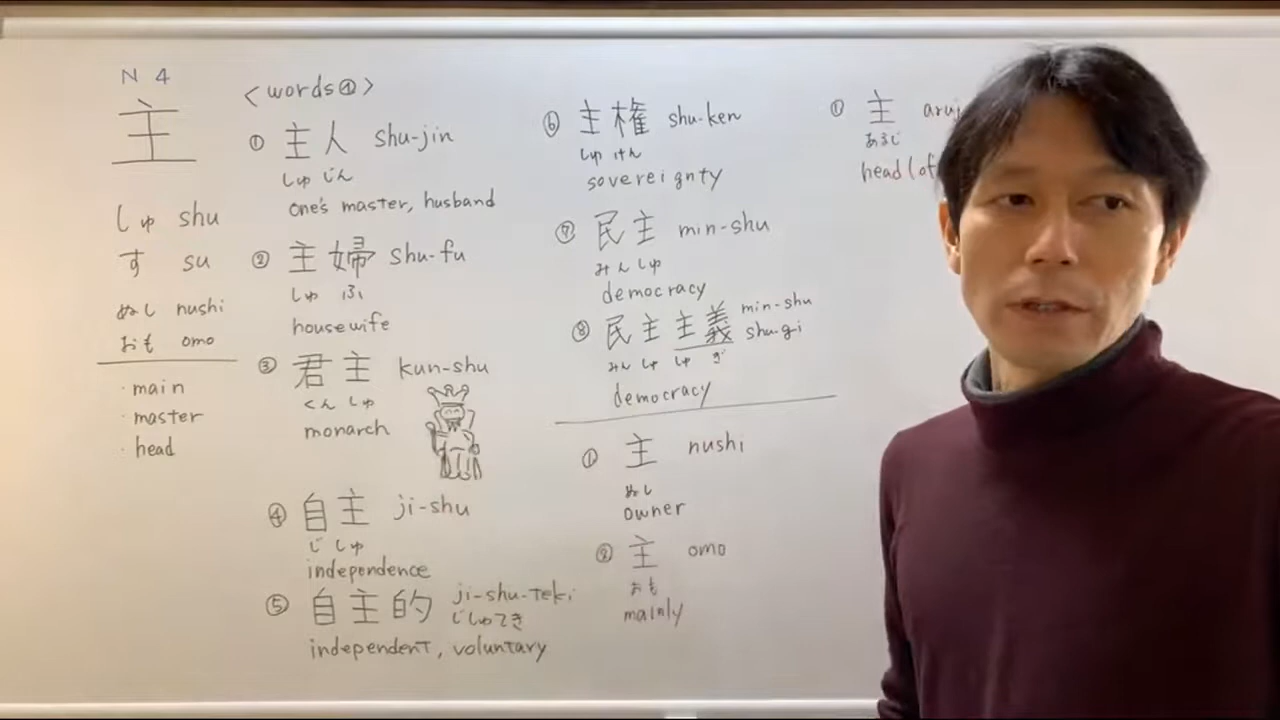 N4
主
しゅ shu
す su
ぬし nushi
おも omo
・main
・master
・head
<words①>
① 主人 shu-jin
しゅ じん
one's master, husband
② 主婦 shu-fu
しゅ ふ
housewife
③ 君主 kun-shu
くん しゅ
monarch
④ 自主 ji-shu
じ しゅ
independence
⑤ 自主的 ji-shu-teki
じしゅてき
independent, voluntary
⑥ 主権 shu-ken
しゅ けん
sovereignty
⑦ 民主 min-shu
みん しゅ
democracy
⑧ 民主主義 min-shu
shu-gi
みん しゅ しゅ ぎ
democracy
① 主 nushi
ぬし
owner
② 主 omo
おも
mainly
① 主
あるじ
head (of